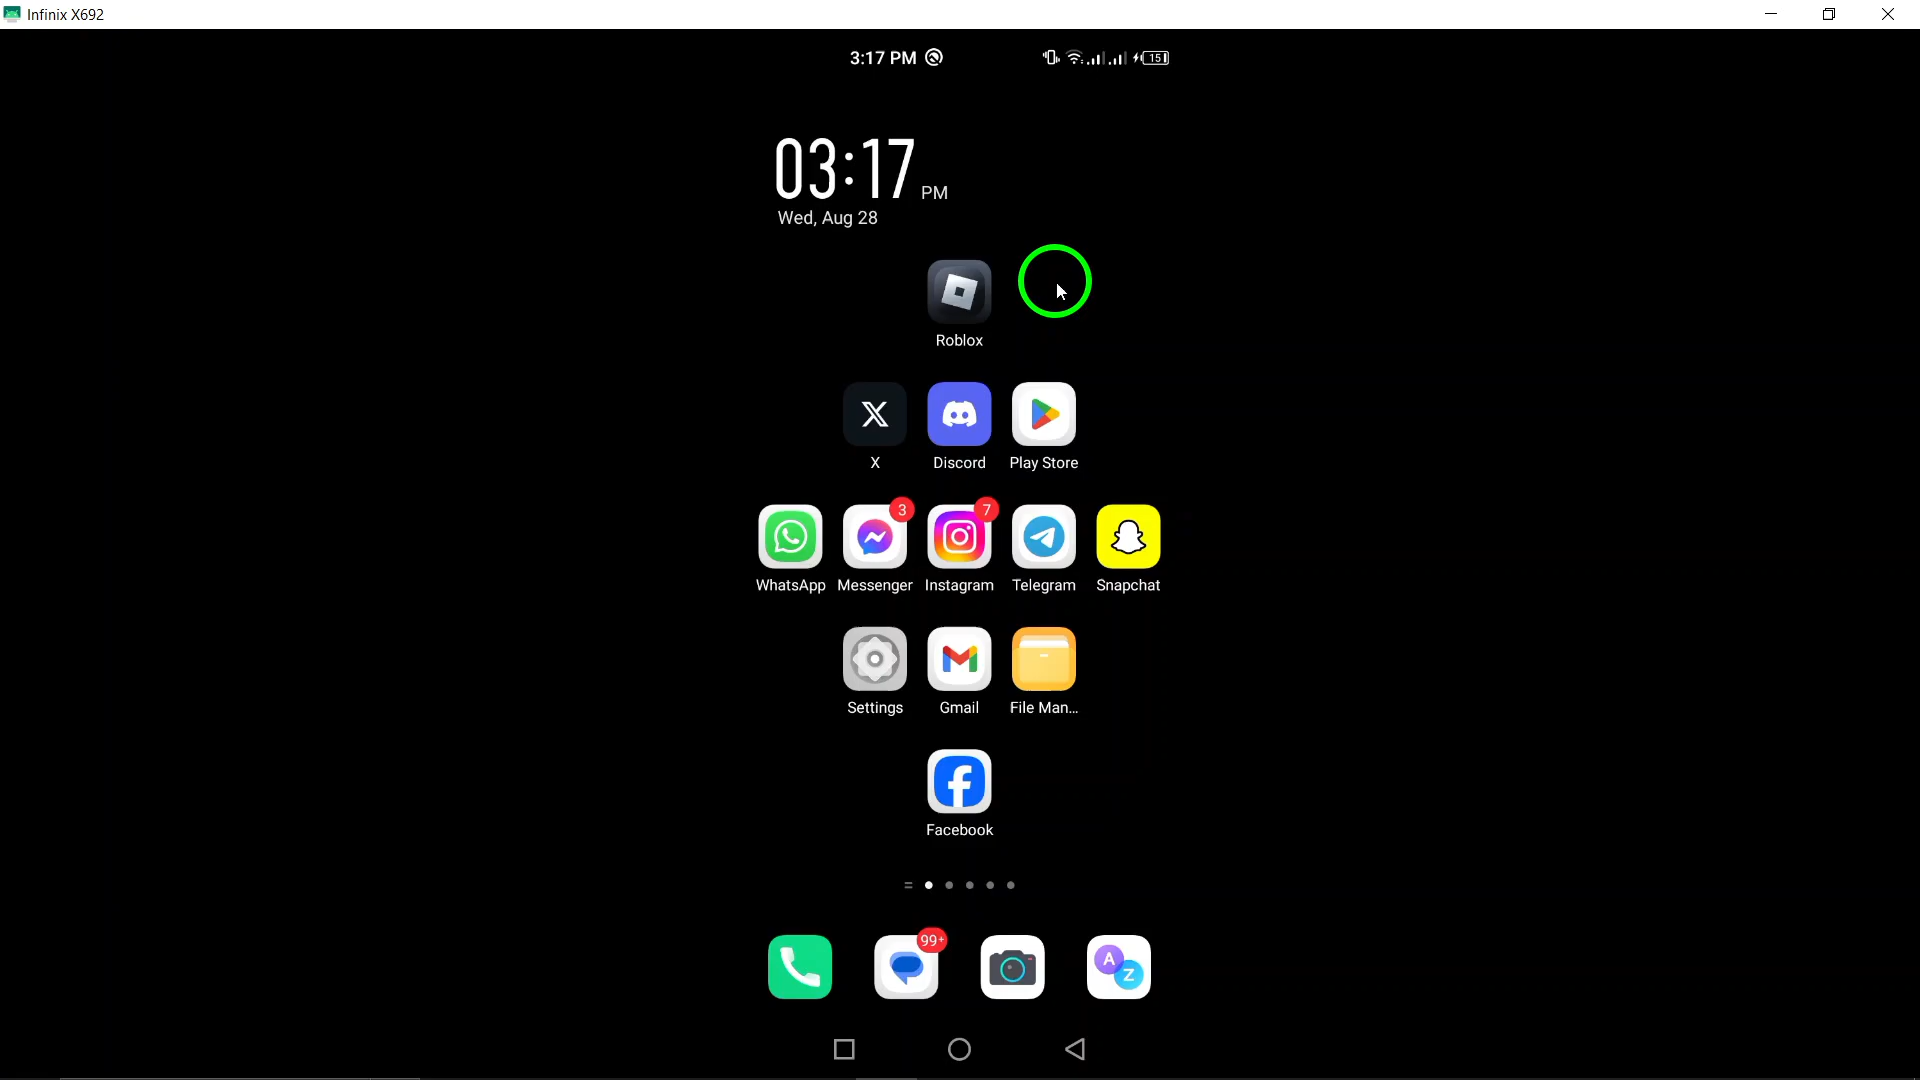 Infinix X692
3:17 PM
15
03:17 PM
Wed, Aug 28
Roblox
X Discord Play Store
3 7
WhatsApp Messenger Instagram Telegram Snapchat
Settings Gmail File Man...
Facebook
99+
A
Z